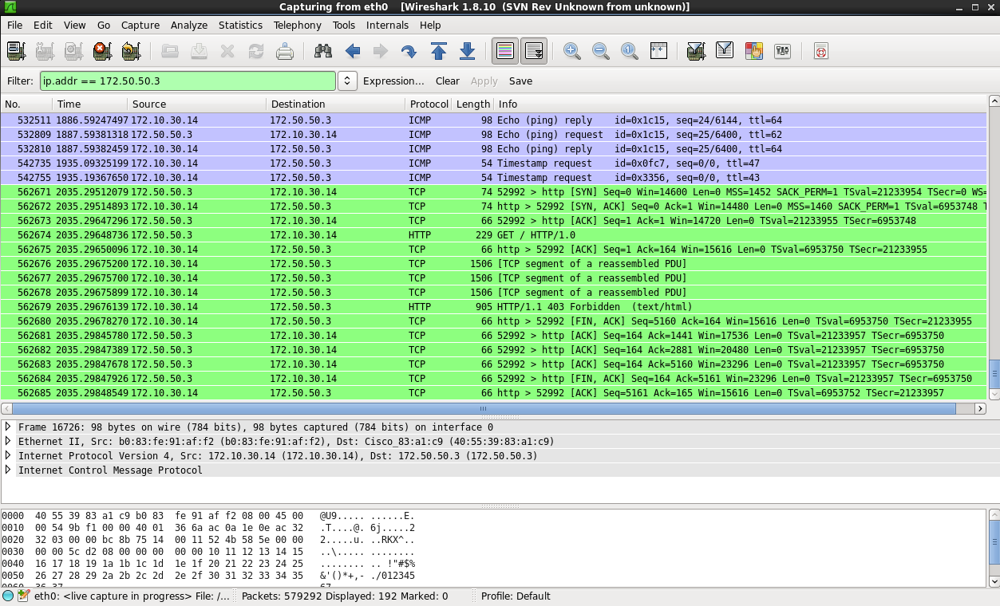 Capturing from eth0 [Wireshark 1.8.10 (SVN Rev Unknown from unknown)]
File Edit View Go Capture Analyze Statistics Telephony Tools Internals Help
Filter: ip.addr == 172.50.50.3 Expression... Clear Apply Save
No. Time Source Destination Protocol Length Info
532511 1886.59247497 172.10.30.14 172.50.50.3 ICMP 98 Echo (ping) reply id=0x1c15, seq=24/6144, ttl=64
532809 1887.59381318 172.50.50.3 172.10.30.14 ICMP 98 Echo (ping) request id=0x1c15, seq=25/6400, ttl=62
532810 1887.59382459 172.10.30.14 172.50.50.3 ICMP 98 Echo (ping) reply id=0x1c15, seq=25/6400, ttl=64
542735 1935.09325199 172.10.30.14 172.50.50.3 ICMP 54 Timestamp request id=0x0fc7, seq=0/0, ttl=47
542755 1935.19367650 172.10.30.14 172.50.50.3 ICMP 54 Timestamp request id=0x3356, seq=0/0, ttl=43
562671 2035.29512079 172.50.50.3 172.10.30.14 TCP 74 52992 > http [SYN] Seq=0 Win=14600 Len=0 MSS=1452 SACK_PERM=1 TSval=21233954 TSecr=0 WS=
562672 2035.29514893 172.10.30.14 172.50.50.3 TCP 74 http > 52992 [SYN, ACK] Seq=0 Ack=1 Win=14480 Len=0 MSS=1460 SACK_PERM=1 TSval=6953748 T
562673 2035.29647296 172.50.50.3 172.10.30.14 TCP 66 52992 > http [ACK] Seq=1 Ack=1 Win=14720 Len=0 TSval=21233955 TSecr=6953748
562674 2035.29648736 172.50.50.3 172.10.30.14 HTTP 229 GET / HTTP/1.0
562675 2035.29650096 172.10.30.14 172.50.50.3 TCP 66 http > 52992 [ACK] Seq=1 Ack=164 Win=15616 Len=0 TSval=6953750 TSecr=21233955
562676 2035.29675200 172.10.30.14 172.50.50.3 TCP 1506 [TCP segment of a reassembled PDU]
562677 2035.29675700 172.10.30.14 172.50.50.3 TCP 1506 [TCP segment of a reassembled PDU]
562678 2035.29675899 172.10.30.14 172.50.50.3 TCP 1506 [TCP segment of a reassembled PDU]
562679 2035.29676139 172.10.30.14 172.50.50.3 HTTP 905 HTTP/1.1 403 Forbidden (text/html)
562680 2035.29678270 172.10.30.14 172.50.50.3 TCP 66 http > 52992 [FIN, ACK] Seq=5160 Ack=164 Win=15616 Len=0 TSval=6953750 TSecr=21233955
562681 2035.29845780 172.50.50.3 172.10.30.14 TCP 66 52992 > http [ACK] Seq=164 Ack=1441 Win=17536 Len=0 TSval=21233957 TSecr=6953750
562682 2035.29847389 172.50.50.3 172.10.30.14 TCP 66 52992 > http [ACK] Seq=164 Ack=2881 Win=20480 Len=0 TSval=21233957 TSecr=6953750
562683 2035.29847678 172.50.50.3 172.10.30.14 TCP 66 52992 > http [ACK] Seq=164 Ack=5160 Win=23296 Len=0 TSval=21233957 TSecr=6953750
562684 2035.29847926 172.50.50.3 172.10.30.14 TCP 66 52992 > http [FIN, ACK] Seq=164 Ack=5161 Win=23296 Len=0 TSval=21233957 TSecr=6953750
562685 2035.29848549 172.10.30.14 172.50.50.3 TCP 66 http > 52992 [ACK] Seq=5161 Ack=165 Win=15616 Len=0 TSval=6953752 TSecr=21233957
Frame 16726: 98 bytes on wire (784 bits), 98 bytes captured (784 bits) on interface 0
Ethernet II, Src: b0:83:fe:91:af:f2 (b0:83:fe:91:af:f2), Dst: Cisco_83:a1:c9 (40:55:39:83:a1:c9)
Internet Protocol Version 4, Src: 172.10.30.14 (172.10.30.14), Dst: 172.50.50.3 (172.50.50.3)
Internet Control Message Protocol
0000 40 55 39 83 a1 c9 b0 83 fe 91 af f2 08 00 45 00 @U9..... ......E.
0010 00 54 9b f1 00 00 40 01 36 6a ac 0a 1e 0e ac 32 .T....@. 6j.....2
0020 32 03 00 00 bc 8b 75 14 00 11 52 4b 58 5e 00 00 2.....u. ..RKX^..
0030 00 00 5c d2 08 00 00 00 00 00 10 11 12 13 14 15 ..\..... ........
0040 16 17 18 19 1a 1b 1c 1d 1e 1f 20 21 22 23 24 25 ........ .. !"#$%
0050 26 27 28 29 2a 2b 2c 2d 2e 2f 30 31 32 33 34 35 &'()*+,- ./012345
0060 36 37 67
eth0: <live capture in progress> File: /... Packets: 579292 Displayed: 192 Marked: 0 Profile: Default